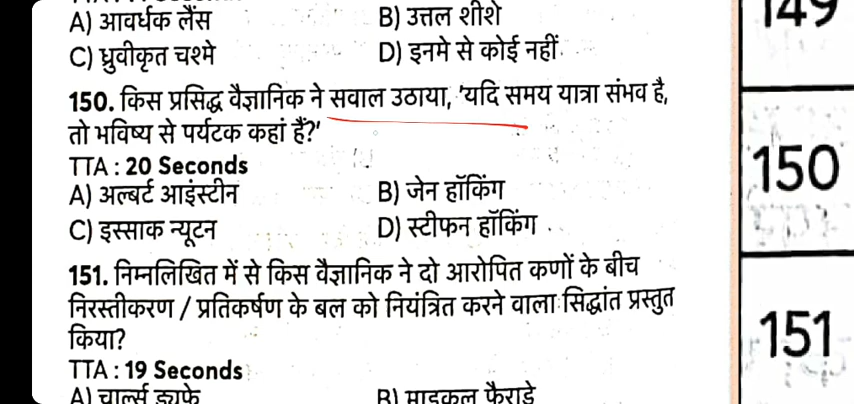 A) आवर्धक लैंस B) उत्तल शीशे
149
C) ध्रुवीकृत चश्मे D) इनमे से कोई नहीं
150. किस प्रसिद्ध वैज्ञानिक ने सवाल उठाया, 'यदि समय यात्रा संभव है,
तो भविष्य से पर्यटक कहां हैं?'
TTA : 20 Seconds
150
A) अल्बर्ट आइंस्टीन B) जेन हॉकिंग
C) इस्साक न्यूटन D) स्टीफन हॉकिंग
151. निम्नलिखित में से किस वैज्ञानिक ने दो आरोपित कणों के बीच
निरस्तीकरण / प्रतिकर्षण के बल को नियंत्रित करने वाला सिद्धांत प्रस्तुत
किया?
151
TTA : 19 Seconds
A) चार्ल्स ड्यूफे B) माइकल फैराडे